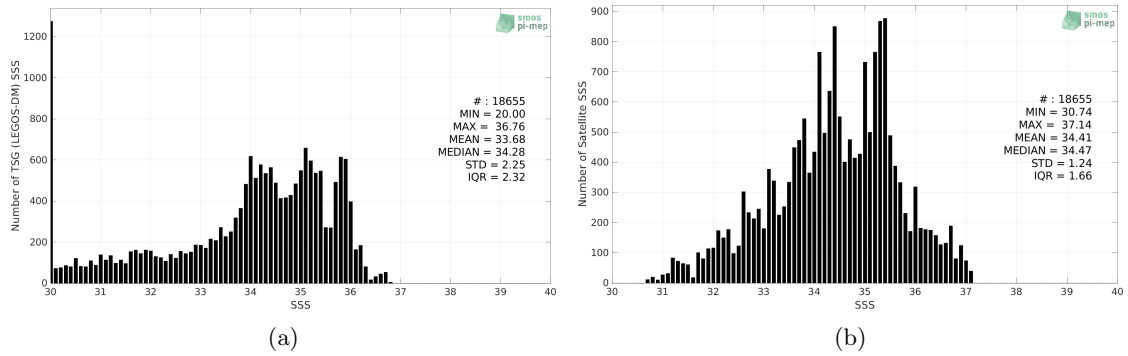 smos
pi-mep
Number of TSG (LEGOS-DM) SSS
1200
1000
800
600
400
200
0
# : 18655
MIN = 20.00
MAX = 36.76
MEAN = 33.68
MEDIAN = 34.28
STD = 2.25
IQR = 2.32
30 31 32 33 34 35 36 37 38 39 40
SSS
(a)
smos
pi-mep
Number of Satellite SSS
900
800
700
600
500
400
300
200
100
0
# : 18655
MIN = 30.74
MAX = 37.14
MEAN = 34.41
MEDIAN = 34.47
STD = 1.24
IQR = 1.66
30 31 32 33 34 35 36 37 38 39 40
SSS
(b)